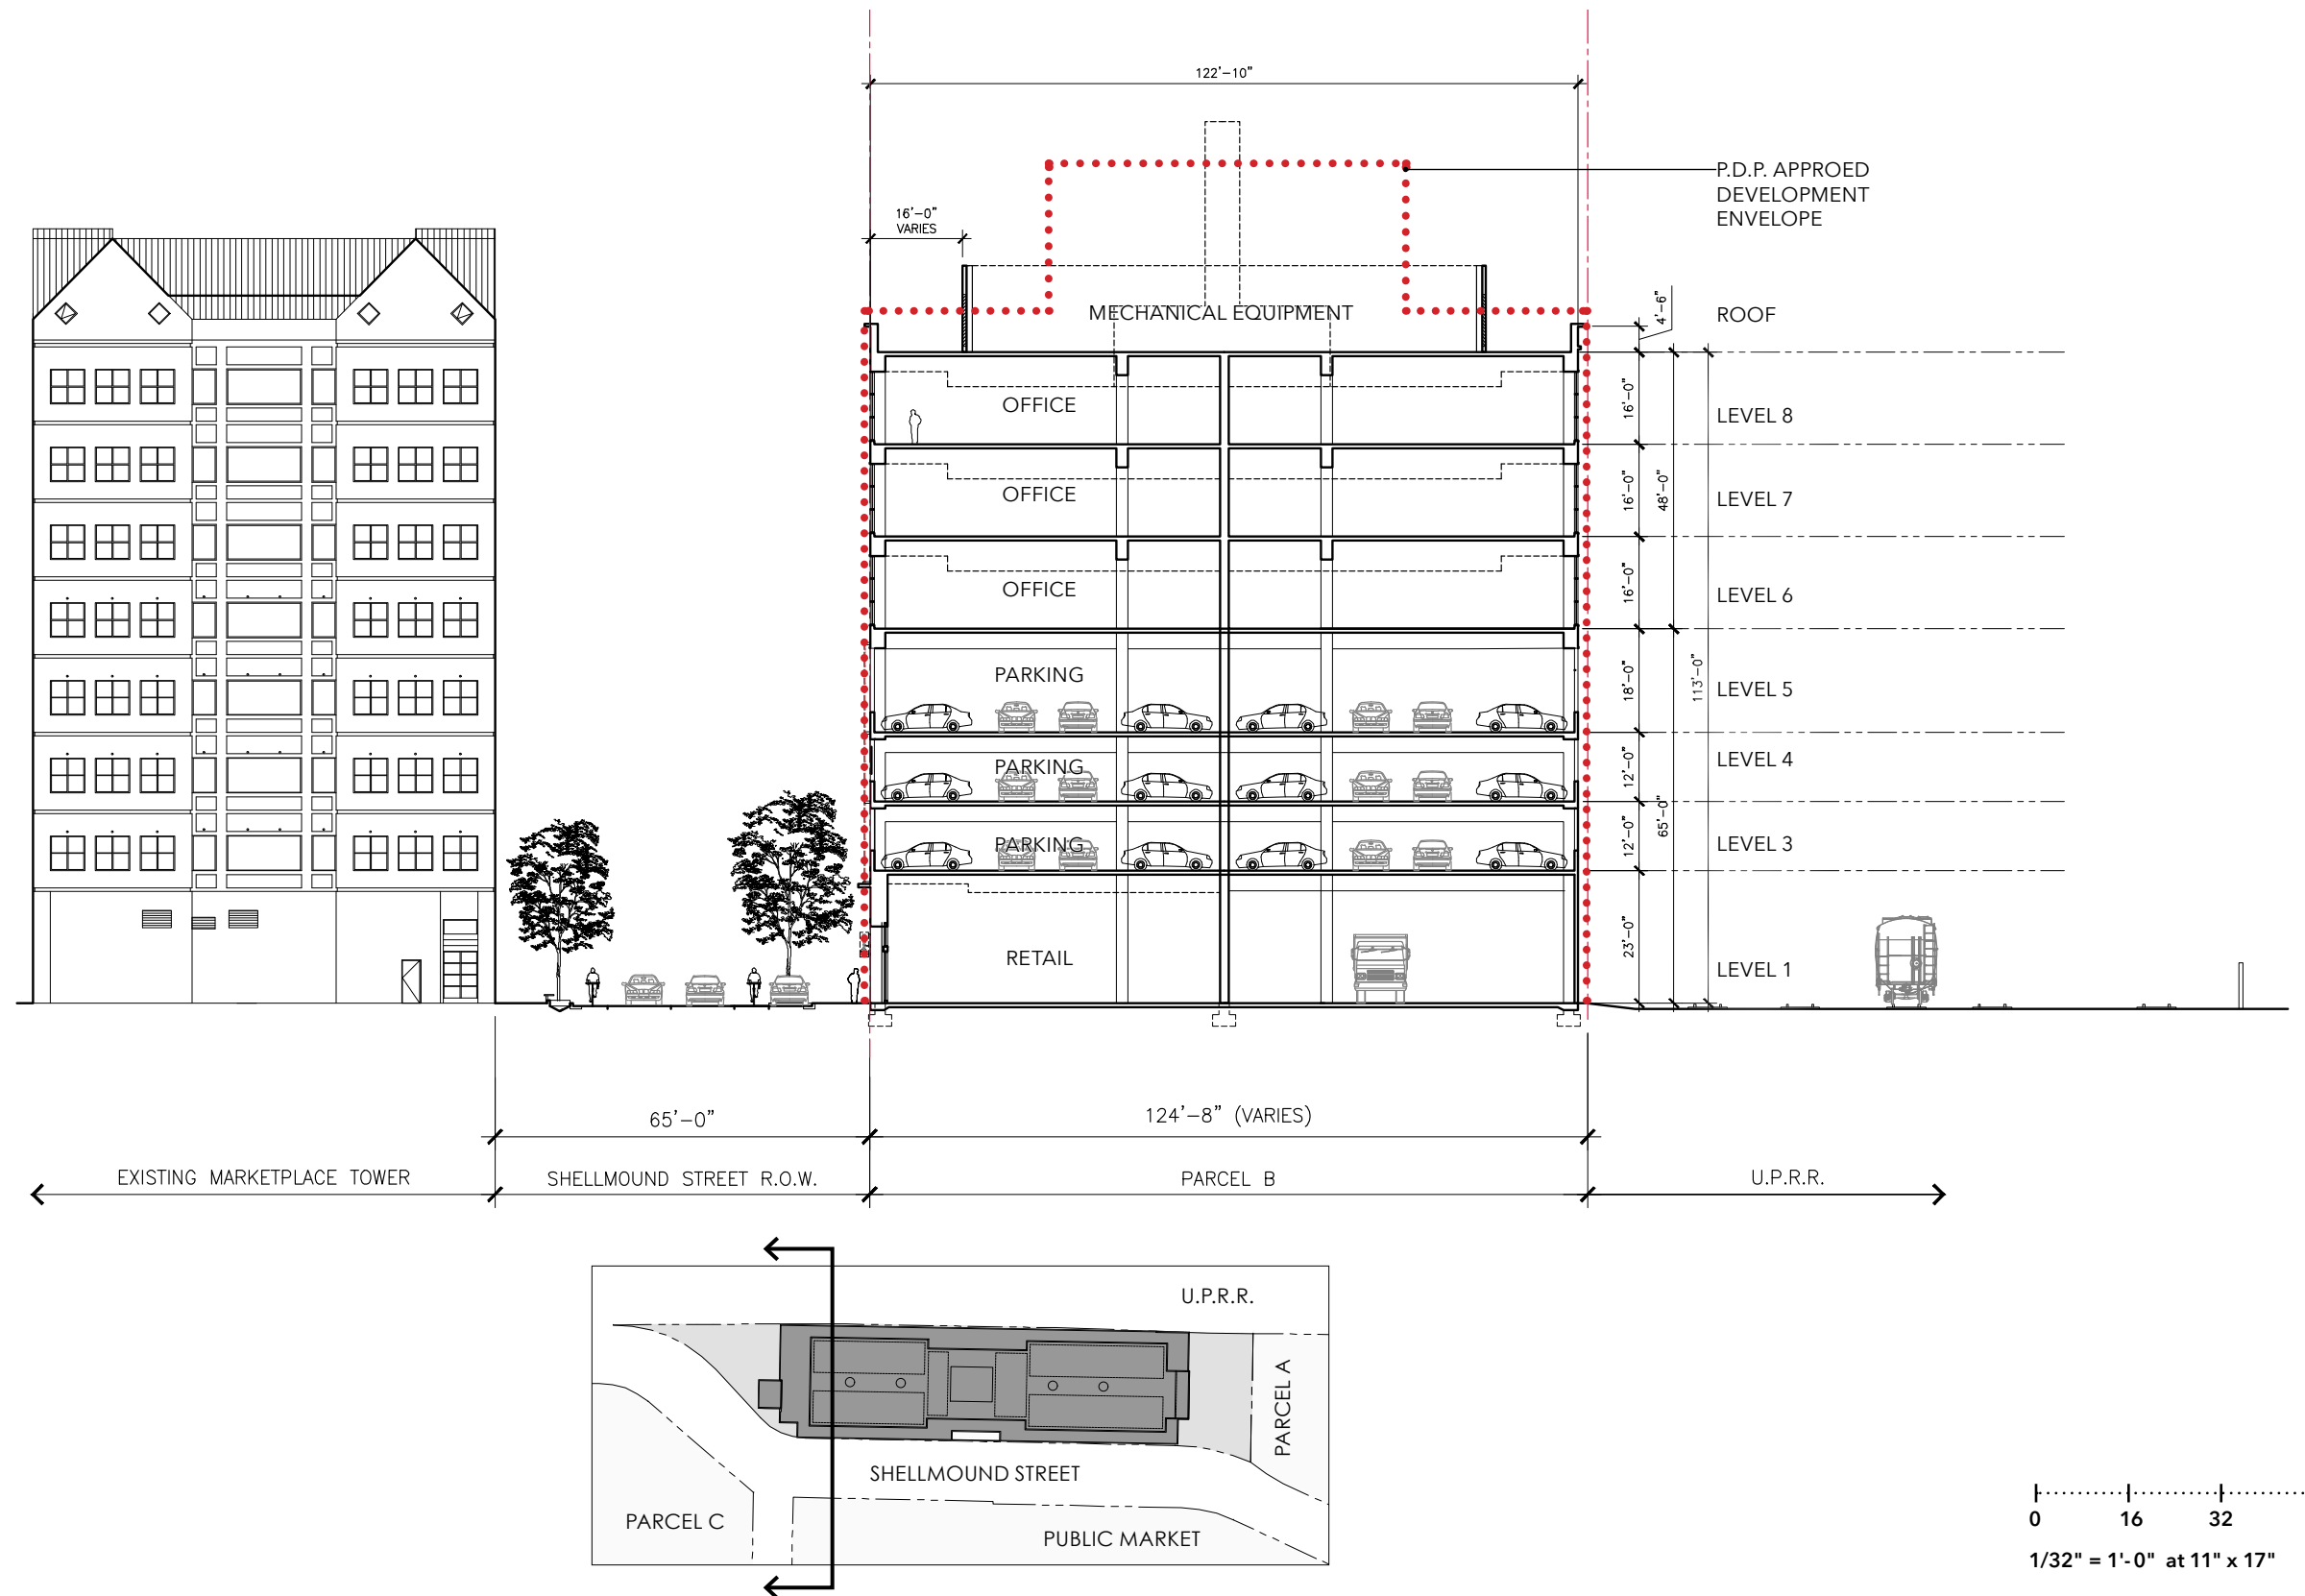 122'-10"
P.D.P. APPROED
DEVELOPMENT
ENVELOPE
16'-0"
VARIES
4'-6"
MECHANICAL EQUIPMENT
ROOF
OFFICE
16'-0"
LEVEL 8
OFFICE
16'-0"
48'-0"
LEVEL 7
OFFICE
16'-0"
LEVEL 6
PARKING
18'-0"
113'-0"
LEVEL 5
PARKING
12'-0"
LEVEL 4
65'-0"
PARKING
12'-0"
LEVEL 3
RETAIL
23'-0"
LEVEL 1
65'-0"
124'-8" (VARIES)
EXISTING MARKETPLACE TOWER
SHELLMOUND STREET R.O.W.
PARCEL B
U.P.R.R.
U.P.R.R.
PARCEL A
SHELLMOUND STREET
PARCEL C
PUBLIC MARKET
0 16 32
1/32" = 1'-0" at 11" x 17"